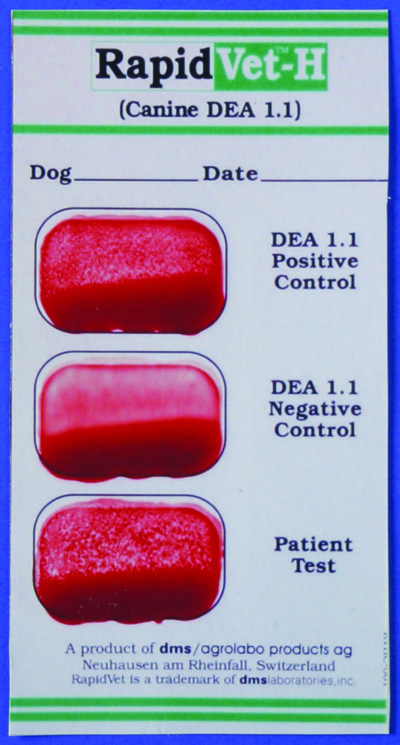 RapidVet™-H
(Canine DEA 1.1)
Dog Date
DEA 1.1
Positive
Control
DEA 1.1
Negative
Control
Patient
Test
A product of dms/agrolabo products ag
Neuhausen am Rheinfall, Switzerland
RapidVet is a trademark of dmslaboratories,inc.